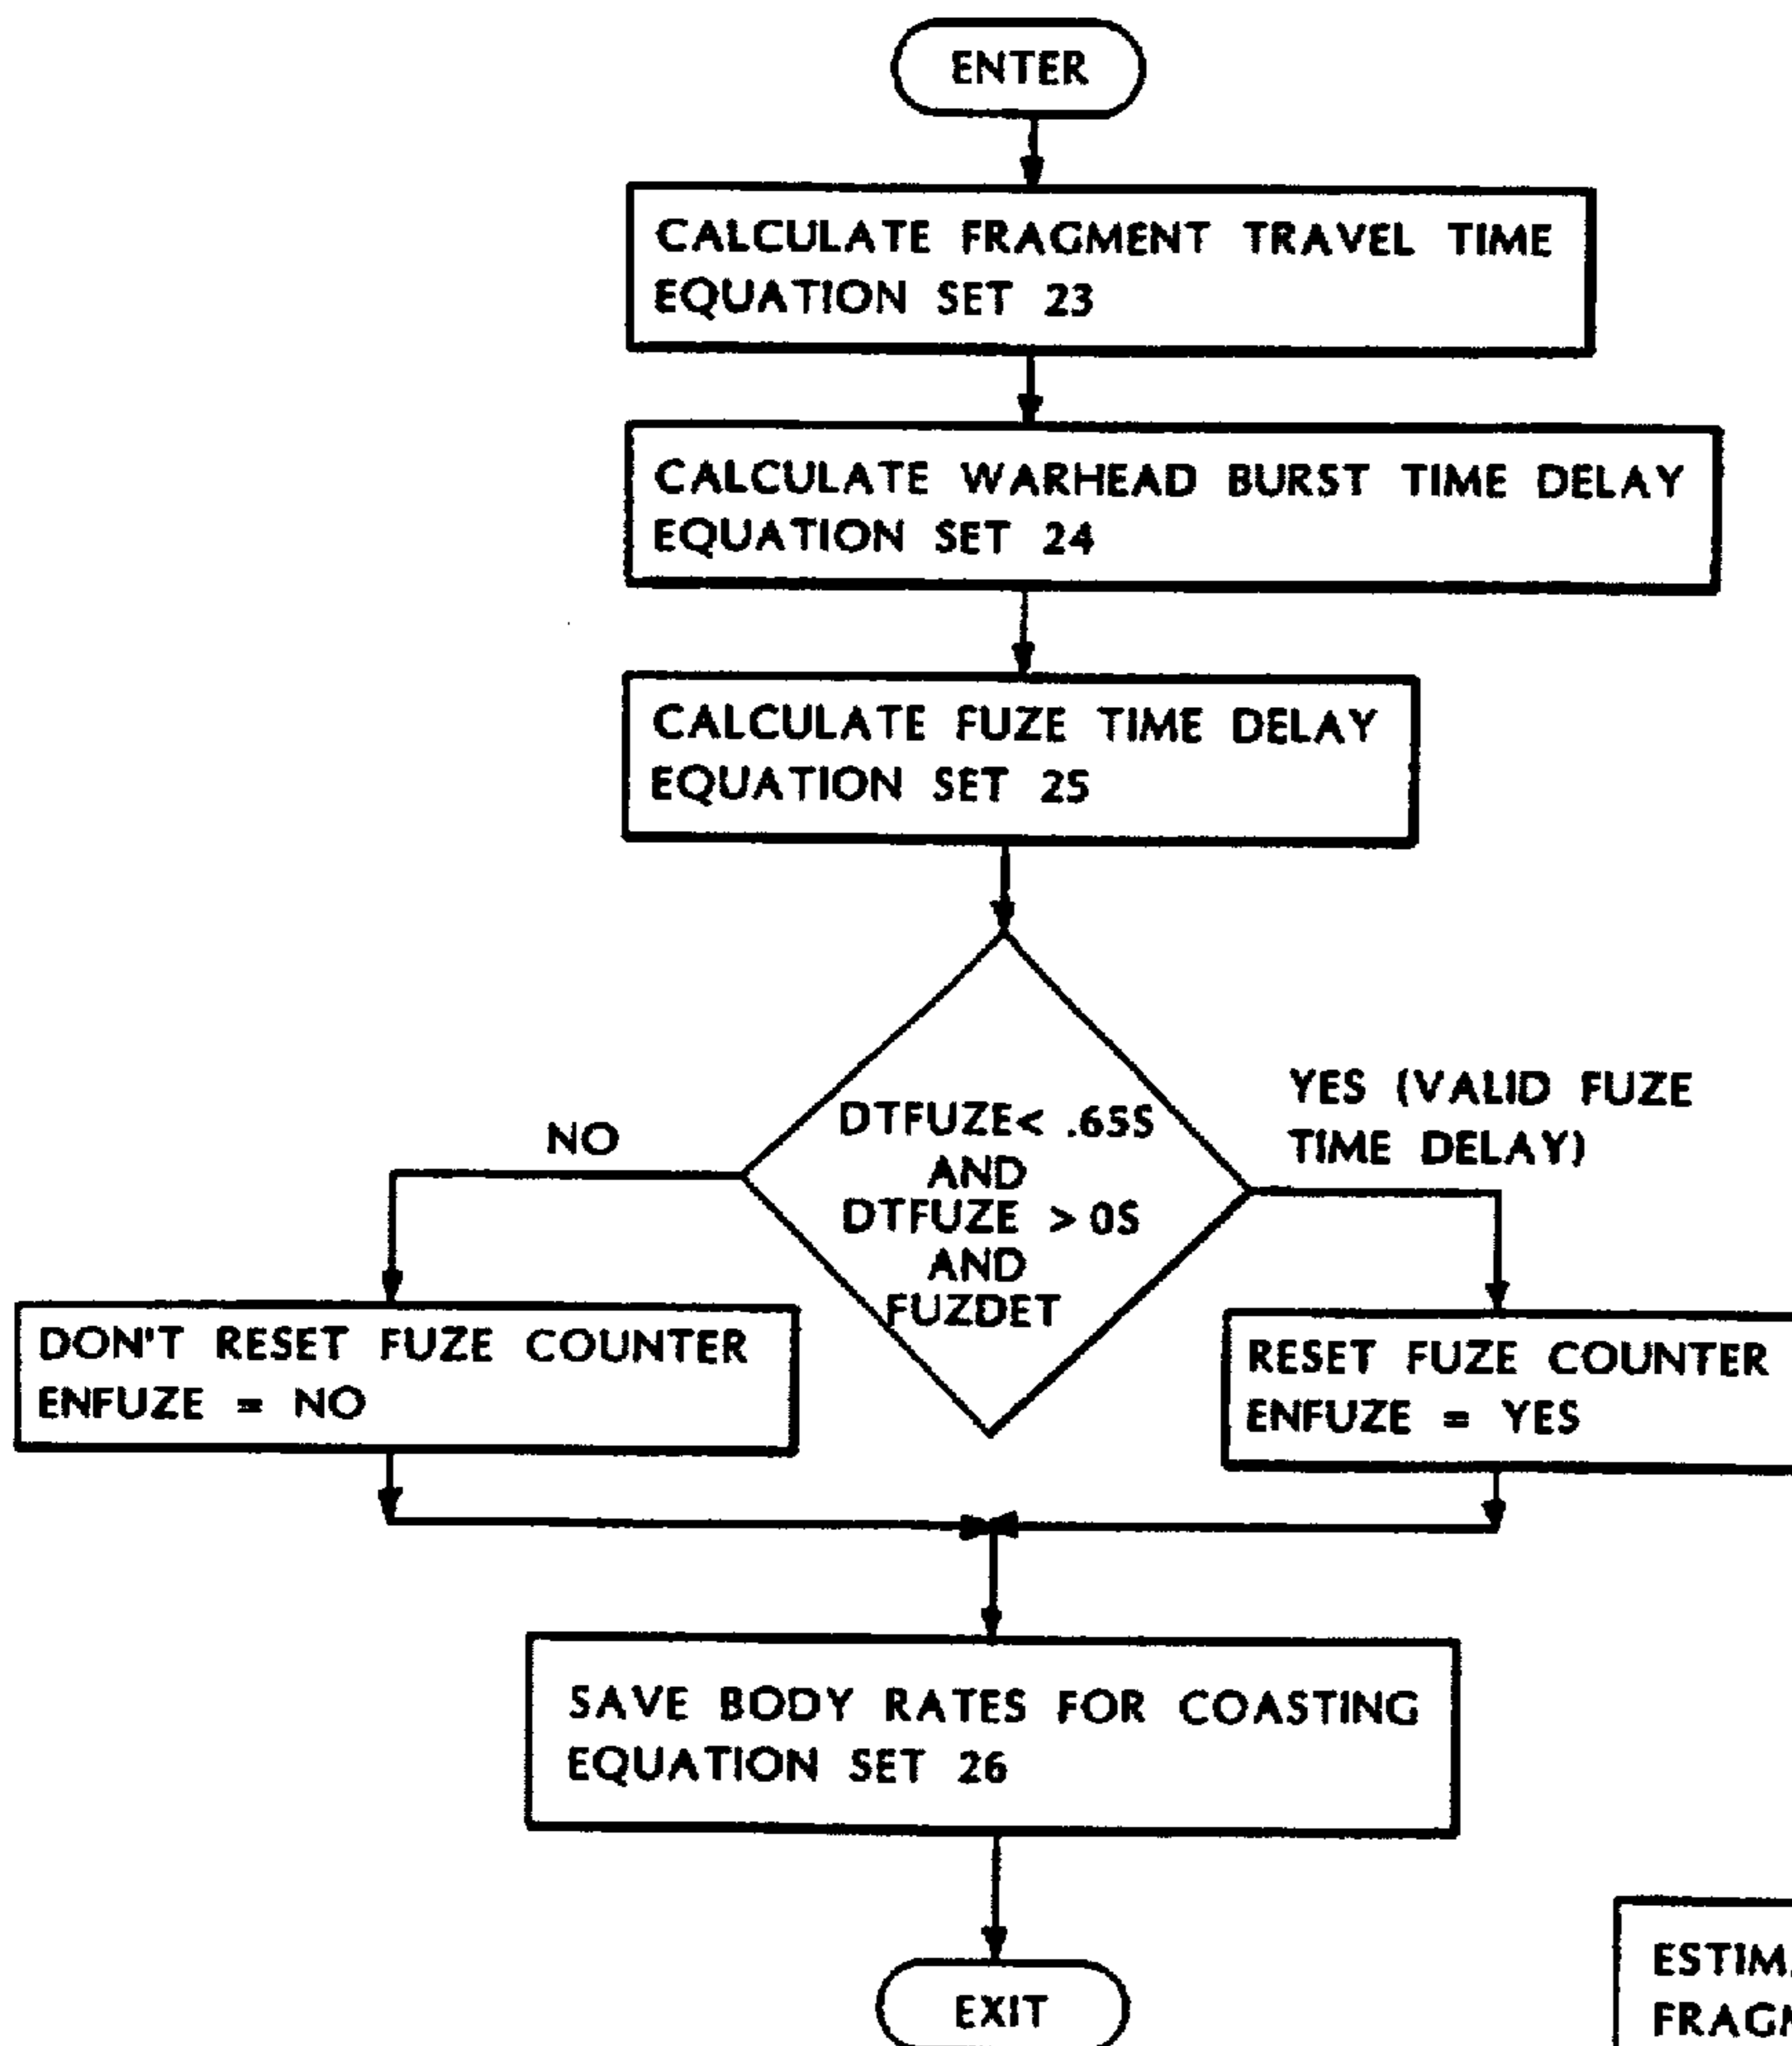 ENTER
CALCULATE FRAGMENT TRAVEL TIME
EQUATION SET 23
CALCULATE WARHEAD BURST TIME DELAY
EQUATION SET 24
CALCULATE FUZE TIME DELAY
EQUATION SET 25
DTFUZE< .65S
AND
DTFUZE > 0S
AND
FUZDET
NO
YES (VALID FUZE
TIME DELAY)
DON'T RESET FUZE COUNTER
ENFUZE = NO
RESET FUZE COUNTER
ENFUZE = YES
SAVE BODY RATES FOR COASTING
EQUATION SET 26
EXIT